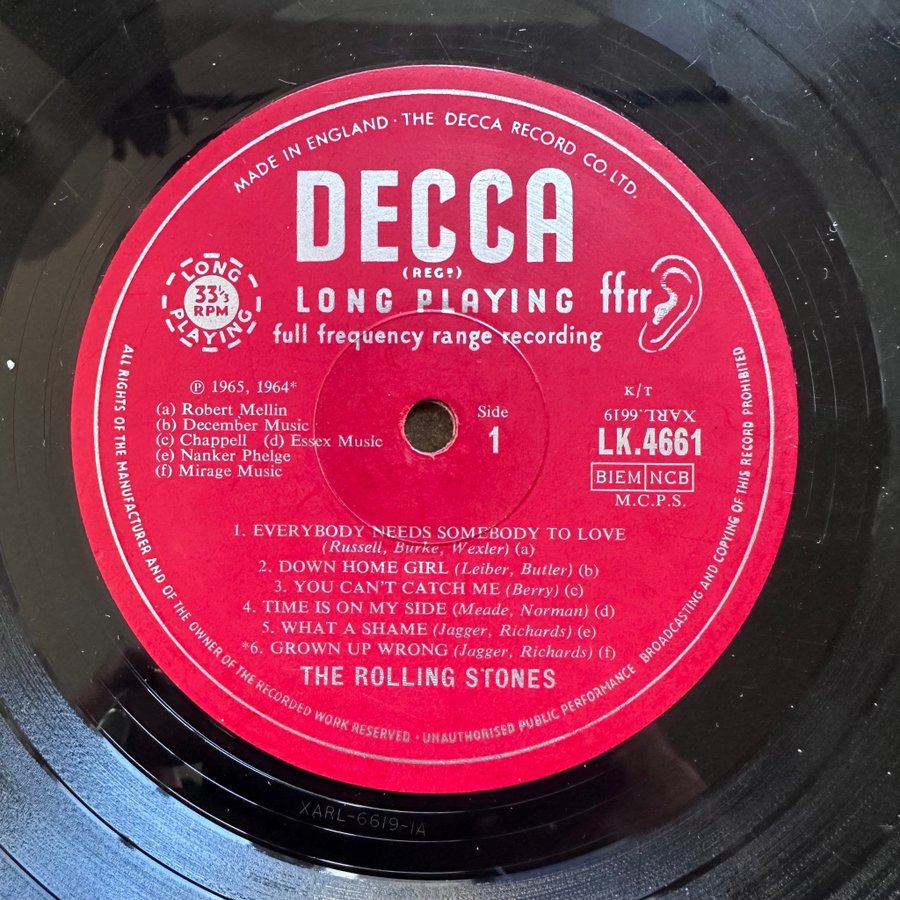 MADE IN ENGLAND · THE DECCA RECORD CO. LTD.
DECCA
(REGᴰ)
LONG PLAYING
ffrr
full frequency range recording
LONG
33⅓
RPM
PLAYING
Ⓟ 1965, 1964*
(a) Robert Mellin
(b) December Music
(c) Chappell (d) Essex Music
(e) Nanker Phelge
(f) Mirage Music
Side
1
K/T
XARL.6619
LK.4661
BIEM NCB
M.C.P.S.
1. EVERYBODY NEEDS SOMEBODY TO LOVE
(Russell, Burke, Wexler) (a)
2. DOWN HOME GIRL (Leiber, Butler) (b)
3. YOU CAN'T CATCH ME (Berry) (c)
4. TIME IS ON MY SIDE (Meade, Norman) (d)
5. WHAT A SHAME (Jagger, Richards) (e)
*6. GROWN UP WRONG (Jagger, Richards) (f)
THE ROLLING STONES
ALL RIGHTS OF THE MANUFACTURER AND OF THE OWNER OF THE RECORDED WORK RESERVED · UNAUTHORISED PUBLIC PERFORMANCE BROADCASTING AND COPYING OF THIS RECORD PROHIBITED
XARL-6619-1A